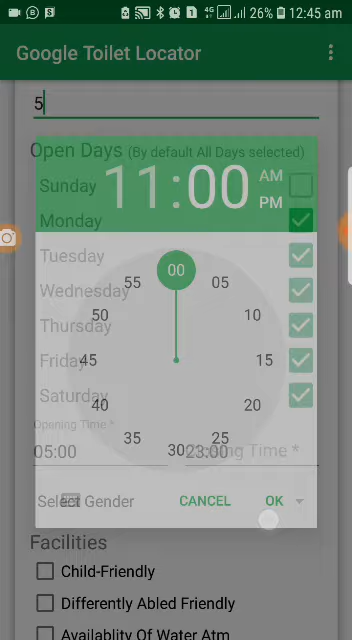 4G 26% 12:45 am
Google Toilet Locator
5
Open Days (By default All Days selected)
11:00 AM
PM
Sunday
Monday
Tuesday
Wednesday
Thursday
Friday
Saturday
00
05
10
15
20
25
30
35
40
45
50
55
Opening Time *
05:00
23:00
Opening Time *
Select Gender
CANCEL OK
Facilities
Child-Friendly
Differently Abled Friendly
Availablity Of Water Atm